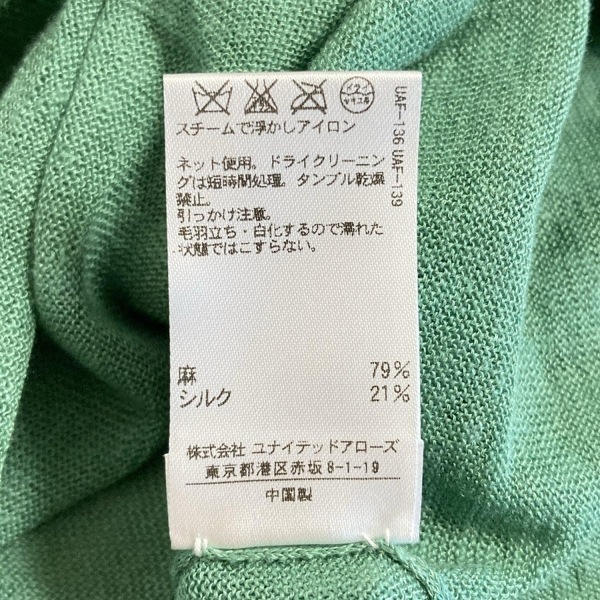 スチームで浮かしアイロン
ネット使用。ドライクリーニン
グは短時間処理。タンブル乾燥
禁止。
引っかけ注意。
毛羽立ち・白化するので濡れた
状態ではこすらない。
麻 79%
シルク 21%
株式会社 ユナイテッドアローズ
東京都港区赤坂8-1-19
中国製
UAF-136 UAF-139